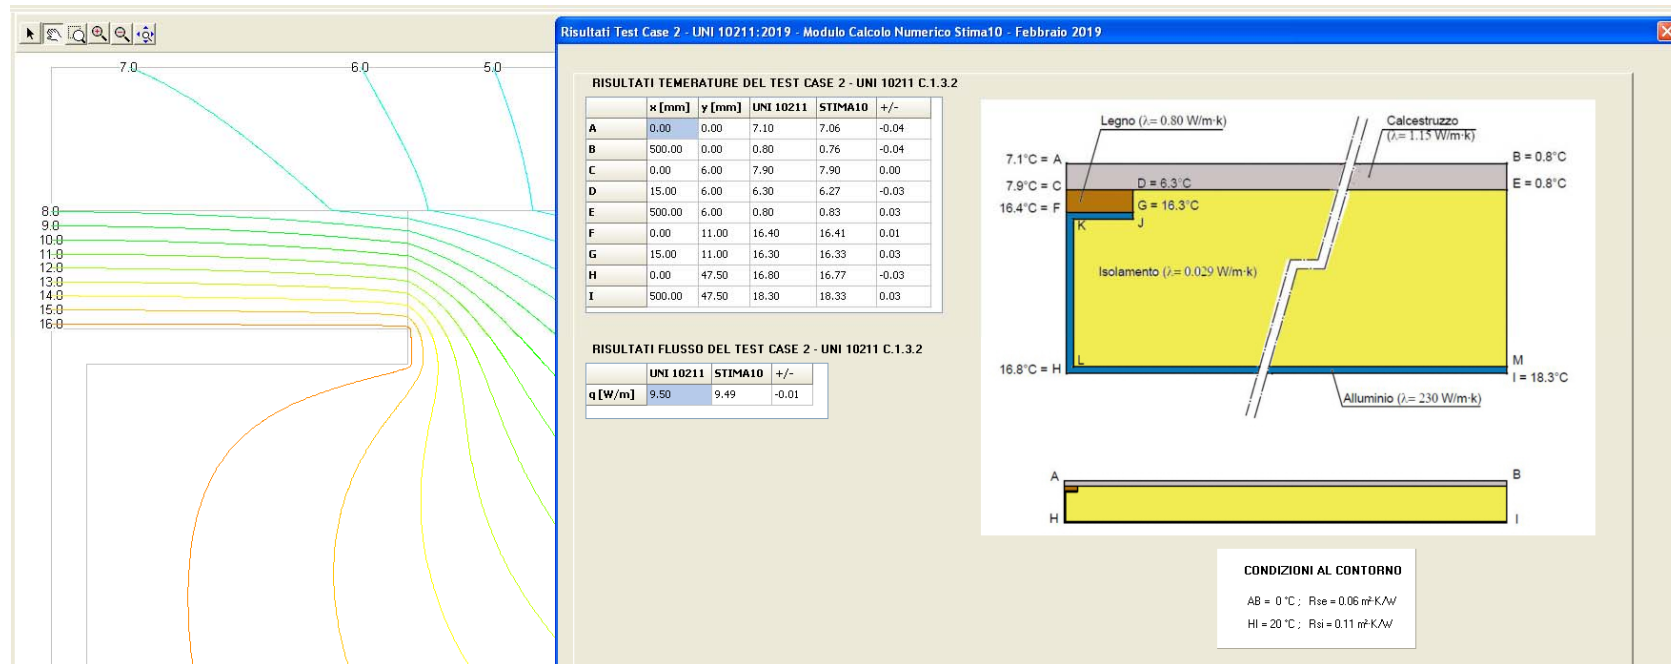 Risultati Test Case 2 - UNI 10211:2019 - Modulo Calcolo Numerico Stima10 - Febbraio 2019
7.0 6.0 5.0
8.0
9.0
10.0
11.0
12.0
13.0
14.0
15.0
16.0
RISULTATI TEMERATURE DEL TEST CASE 2 - UNI 10211 C.1.3.2
x [mm] y [mm] UNI 10211 STIMA10 +/-
A 0.00 0.00 7.10 7.06 -0.04
B 500.00 0.00 0.80 0.76 -0.04
C 0.00 6.00 7.90 7.90 0.00
D 15.00 6.00 6.30 6.27 -0.03
E 500.00 6.00 0.80 0.83 0.03
F 0.00 11.00 16.40 16.41 0.01
G 15.00 11.00 16.30 16.33 0.03
H 0.00 47.50 16.80 16.77 -0.03
I 500.00 47.50 18.30 18.33 0.03
RISULTATI FLUSSO DEL TEST CASE 2 - UNI 10211 C.1.3.2
UNI 10211 STIMA10 +/-
q [W/m] 9.50 9.49 -0.01
Legno (λ= 0.80 W/m·k)
Calcestruzzo
(λ= 1.15 W/m·k)
7.1°C = A
B = 0.8°C
7.9°C = C
D = 6.3°C
E = 0.8°C
16.4°C = F
G = 16.3°C
K
J
Isolamento (λ= 0.029 W/m·k)
L
M
16.8°C = H
I = 18.3°C
Alluminio (λ= 230 W/m·k)
A
B
H
I
CONDIZIONI AL CONTORNO
AB = 0 °C ; Rse = 0.06 m²·K/W
HI = 20 °C ; Rsi = 0.11 m²·K/W